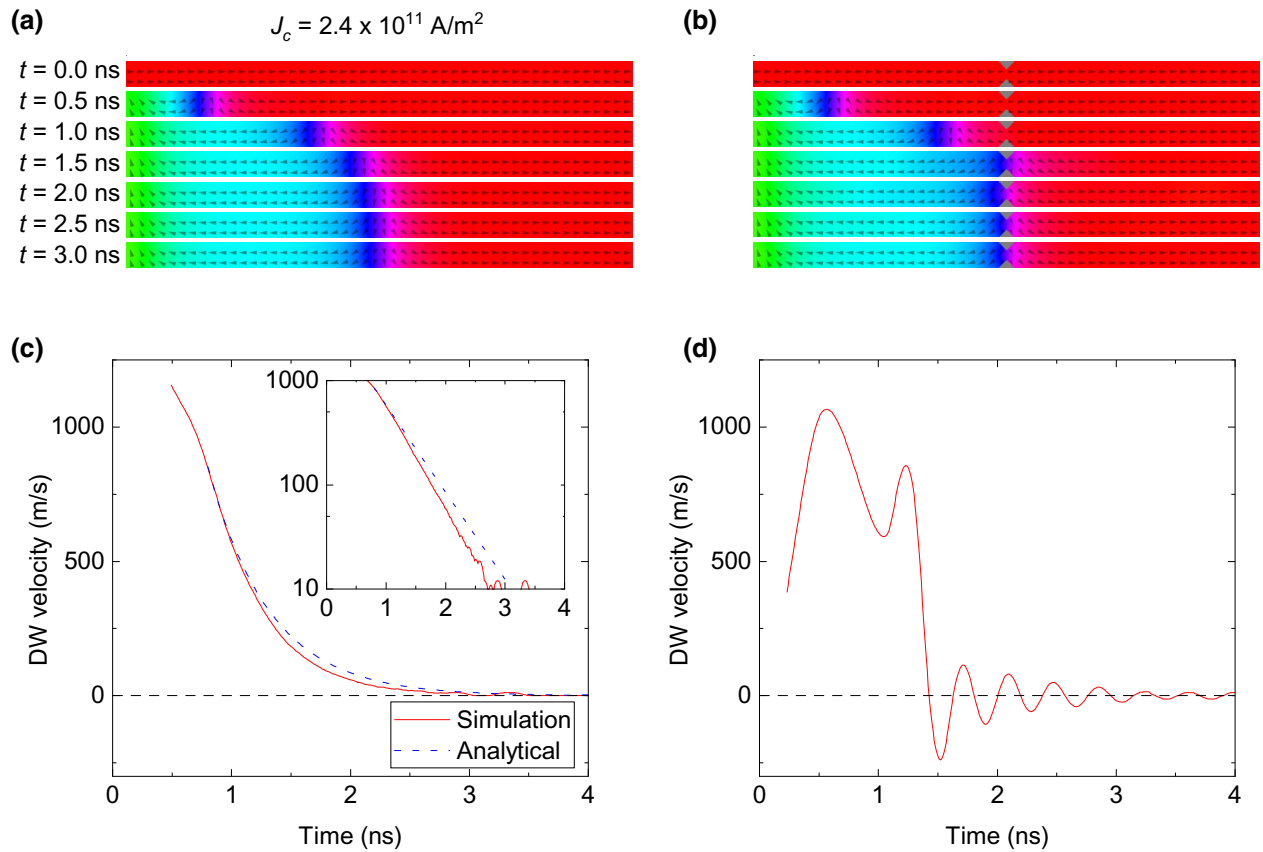 (a)
J_c = 2.4 x 10^11 A/m^2
(b)
t = 0.0 ns
t = 0.5 ns
t = 1.0 ns
t = 1.5 ns
t = 2.0 ns
t = 2.5 ns
t = 3.0 ns
(c)
DW velocity (m/s)
1000
500
0
0 1 2 3 4
Time (ns)
1000
100
10
0 1 2 3 4
Simulation
Analytical
(d)
DW velocity (m/s)
1000
500
0
0 1 2 3 4
Time (ns)